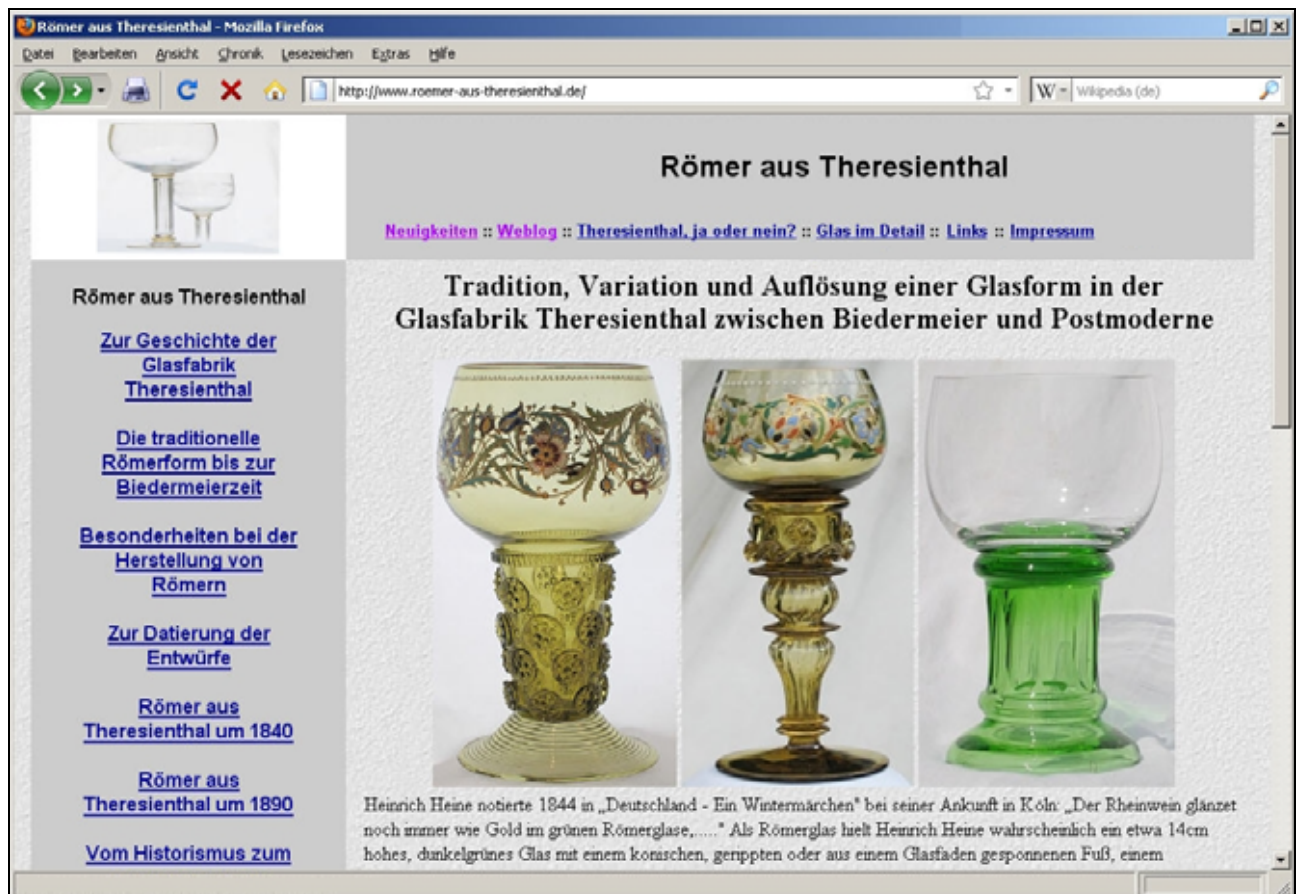 Römer aus Theresienthal - Mozilla Firefox
Datei Bearbeiten Ansicht Chronik Lesezeichen Extras Hilfe
http://www.roemer-aus-theresienthal.de/ W Wikipedia (de)
Römer aus Theresienthal
Neuigkeiten :: Weblog :: Theresienthal, ja oder nein? :: Glas im Detail :: Links :: Impressum
Römer aus Theresienthal
Zur Geschichte der
Glasfabrik
Theresienthal
Die traditionelle
Römerform bis zur
Biedermeierzeit
Besonderheiten bei der
Herstellung von
Römern
Zur Datierung der
Entwürfe
Römer aus
Theresienthal um 1840
Römer aus
Theresienthal um 1890
Vom Historismus zum
Tradition, Variation und Auflösung einer Glasform in der
Glasfabrik Theresienthal zwischen Biedermeier und Postmoderne
Heinrich Heine notierte 1844 in „Deutschland - Ein Wintermärchen" bei seiner Ankunft in Köln: „Der Rheinwein glänzet
noch immer wie Gold im grünen Römerglase,....." Als Römerglas hielt Heinrich Heine wahrscheinlich ein etwa 14cm
hohes, dunkelgrünes Glas mit einem konischen, gerippten oder aus einem Glasfaden gesponnenen Fuß, einem